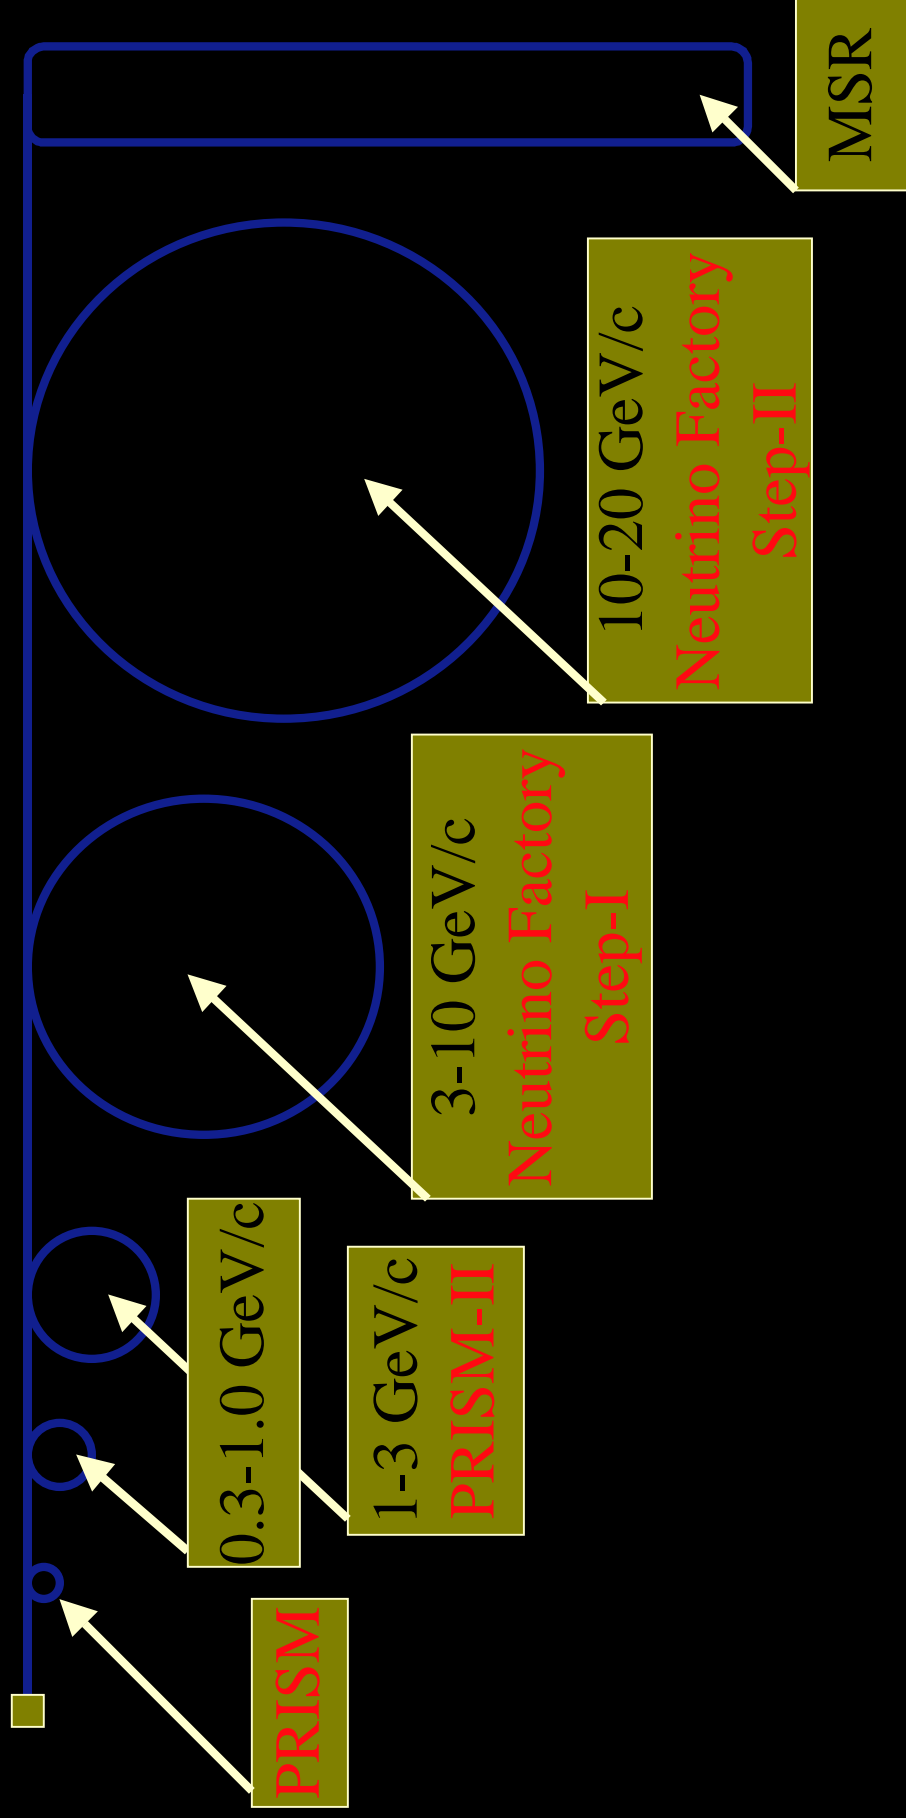 PRISM
0.3-1.0 GeV/c
1-3 GeV/c
PRISM-II
3-10 GeV/c
Neutrino Factory
Step-I
10-20 GeV/c
Neutrino Factory
Step-II
MSR